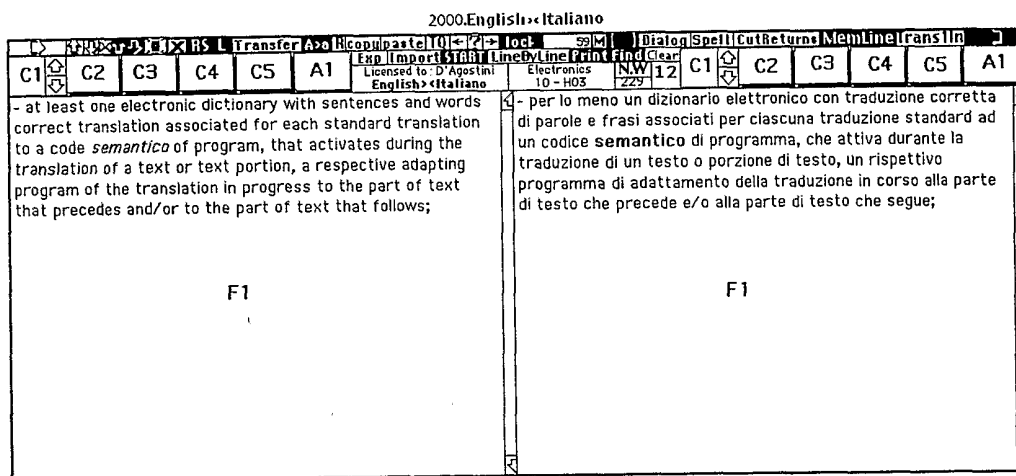 2000.English><Italiano
RS L Transfer A>a R copy paste TO ← ? → lock 59 M Dialog Spell CutReturns MemLine Translin
Exp Import START LineByLine Print Find Clear
C1 C2 C3 C4 C5 A1 Licensed to: D'Agostini Electronics N.W 12 C1 C2 C3 C4 C5 A1
English><Italiano 10 - H03 229
- at least one electronic dictionary with sentences and words
correct translation associated for each standard translation
to a code semantico of program, that activates during the
translation of a text or text portion, a respective adapting
program of the translation in progress to the part of text
that precedes and/or to the part of text that follows;
F1
- per lo meno un dizionario elettronico con traduzione corretta
di parole e frasi associati per ciascuna traduzione standard ad
un codice semantico di programma, che attiva durante la
traduzione di un testo o porzione di testo, un rispettivo
programma di adattamento della traduzione in corso alla parte
di testo che precede e/o alla parte di testo che segue;
F1